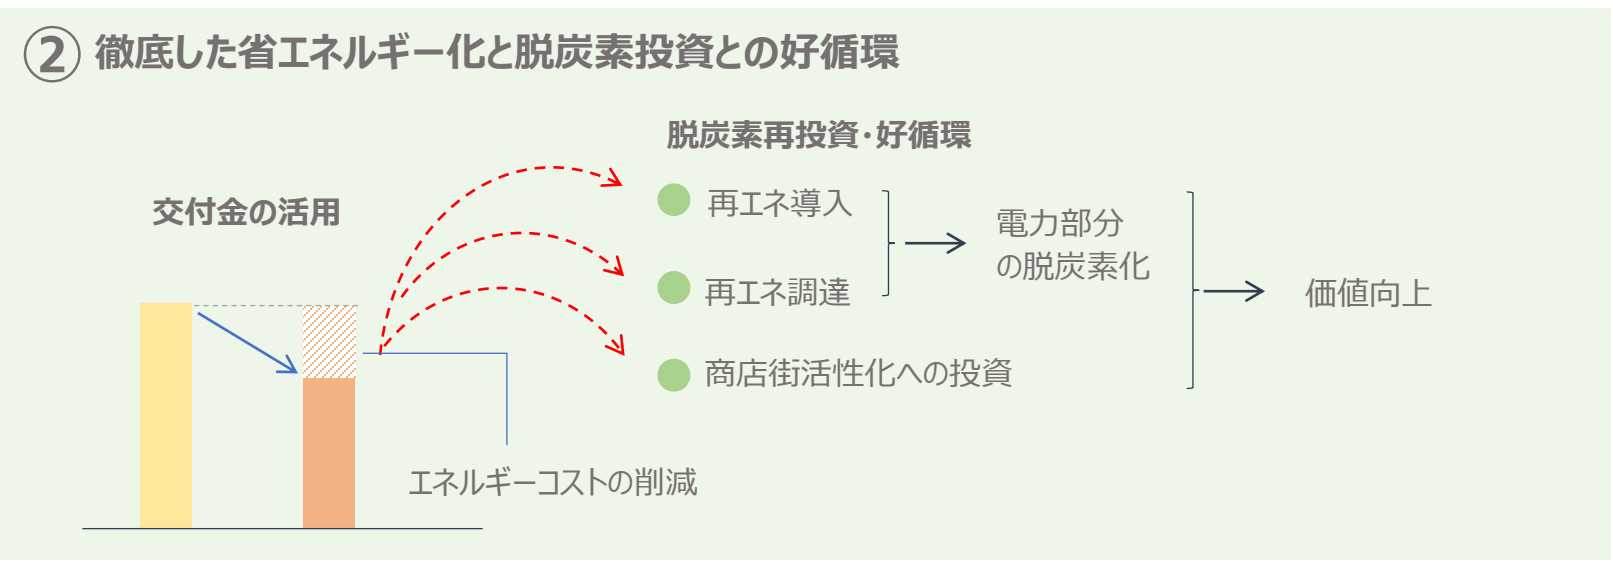 ② 徹底した省エネルギー化と脱炭素投資との好循環
脱炭素再投資・好循環
交付金の活用
再エネ導入
再エネ調達
商店街活性化への投資
電力部分
の脱炭素化
価値向上
エネルギーコストの削減